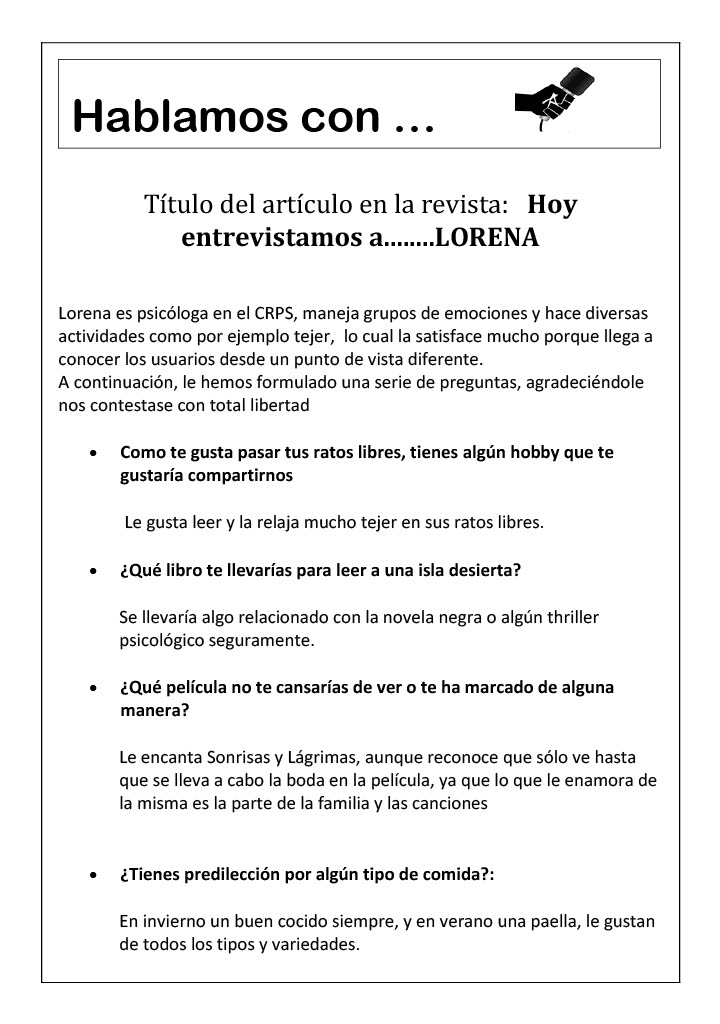 Hablamos con ...
Título del artículo en la revista: Hoy
entrevistamos a........LORENA
Lorena es psicóloga en el CRPS, maneja grupos de emociones y hace diversas
actividades como por ejemplo tejer, lo cual la satisface mucho porque llega a
conocer los usuarios desde un punto de vista diferente.
A continuación, le hemos formulado una serie de preguntas, agradeciéndole
nos contestase con total libertad
• Como te gusta pasar tus ratos libres, tienes algún hobby que te
gustaría compartirnos
Le gusta leer y la relaja mucho tejer en sus ratos libres.
• ¿Qué libro te llevarías para leer a una isla desierta?
Se llevaría algo relacionado con la novela negra o algún thriller
psicológico seguramente.
• ¿Qué película no te cansarías de ver o te ha marcado de alguna
manera?
Le encanta Sonrisas y Lágrimas, aunque reconoce que sólo ve hasta
que se lleva a cabo la boda en la película, ya que lo que le enamora de
la misma es la parte de la familia y las canciones
• ¿Tienes predilección por algún tipo de comida?:
En invierno un buen cocido siempre, y en verano una paella, le gustan
de todos los tipos y variedades.